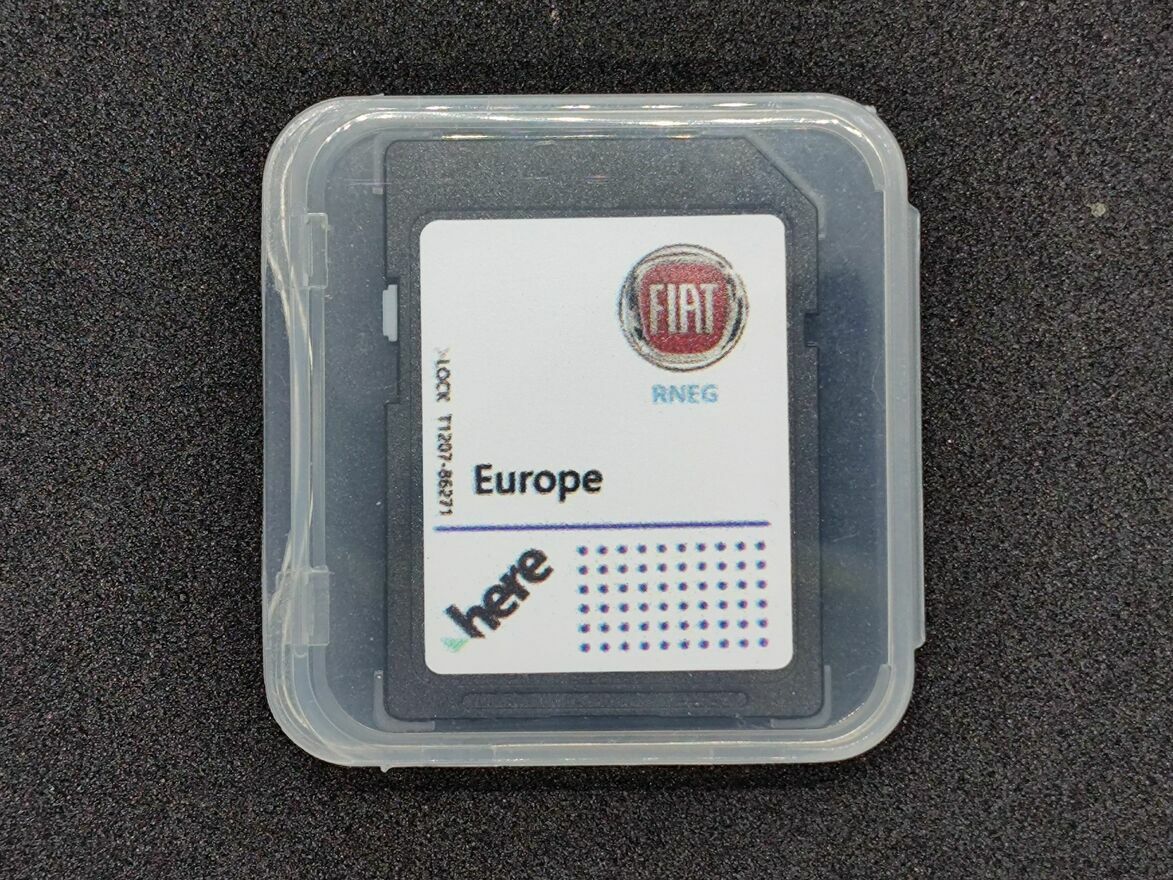 FIAT
RNEG
LOCK T1207-86271
Europe
here